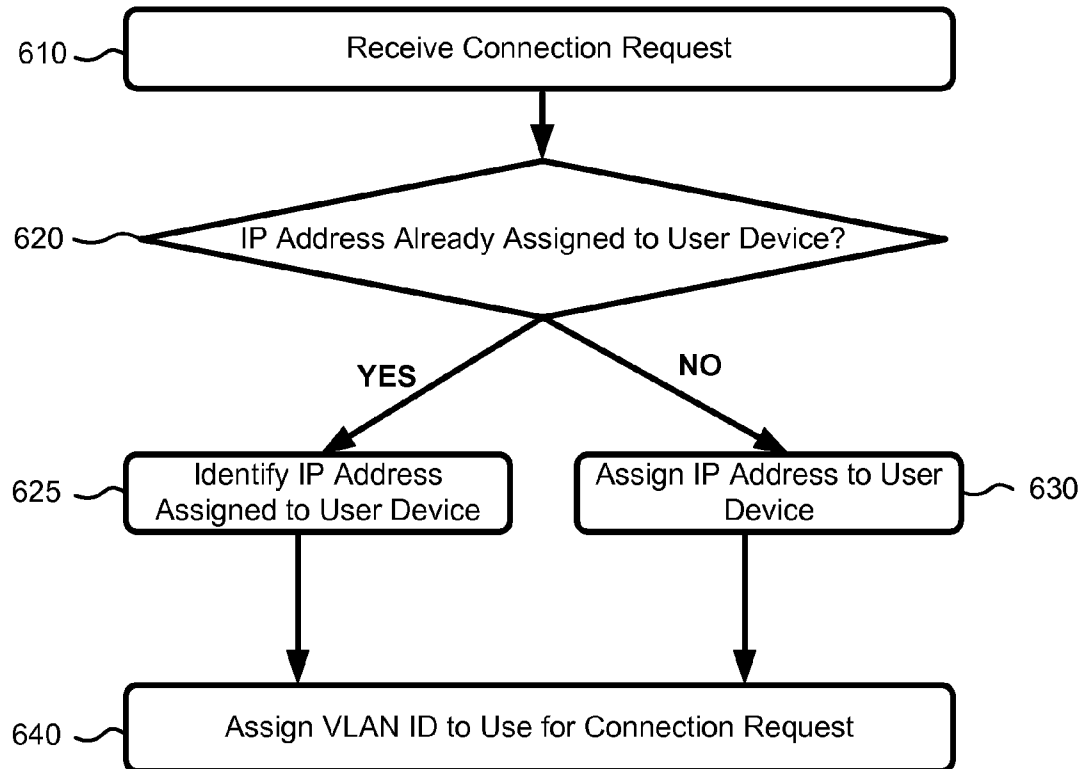 610
Receive Connection Request
620
IP Address Already Assigned to User Device?
YES
NO
625
Identify IP Address
Assigned to User Device
Assign IP Address to User
Device
630
640
Assign VLAN ID to Use for Connection Request